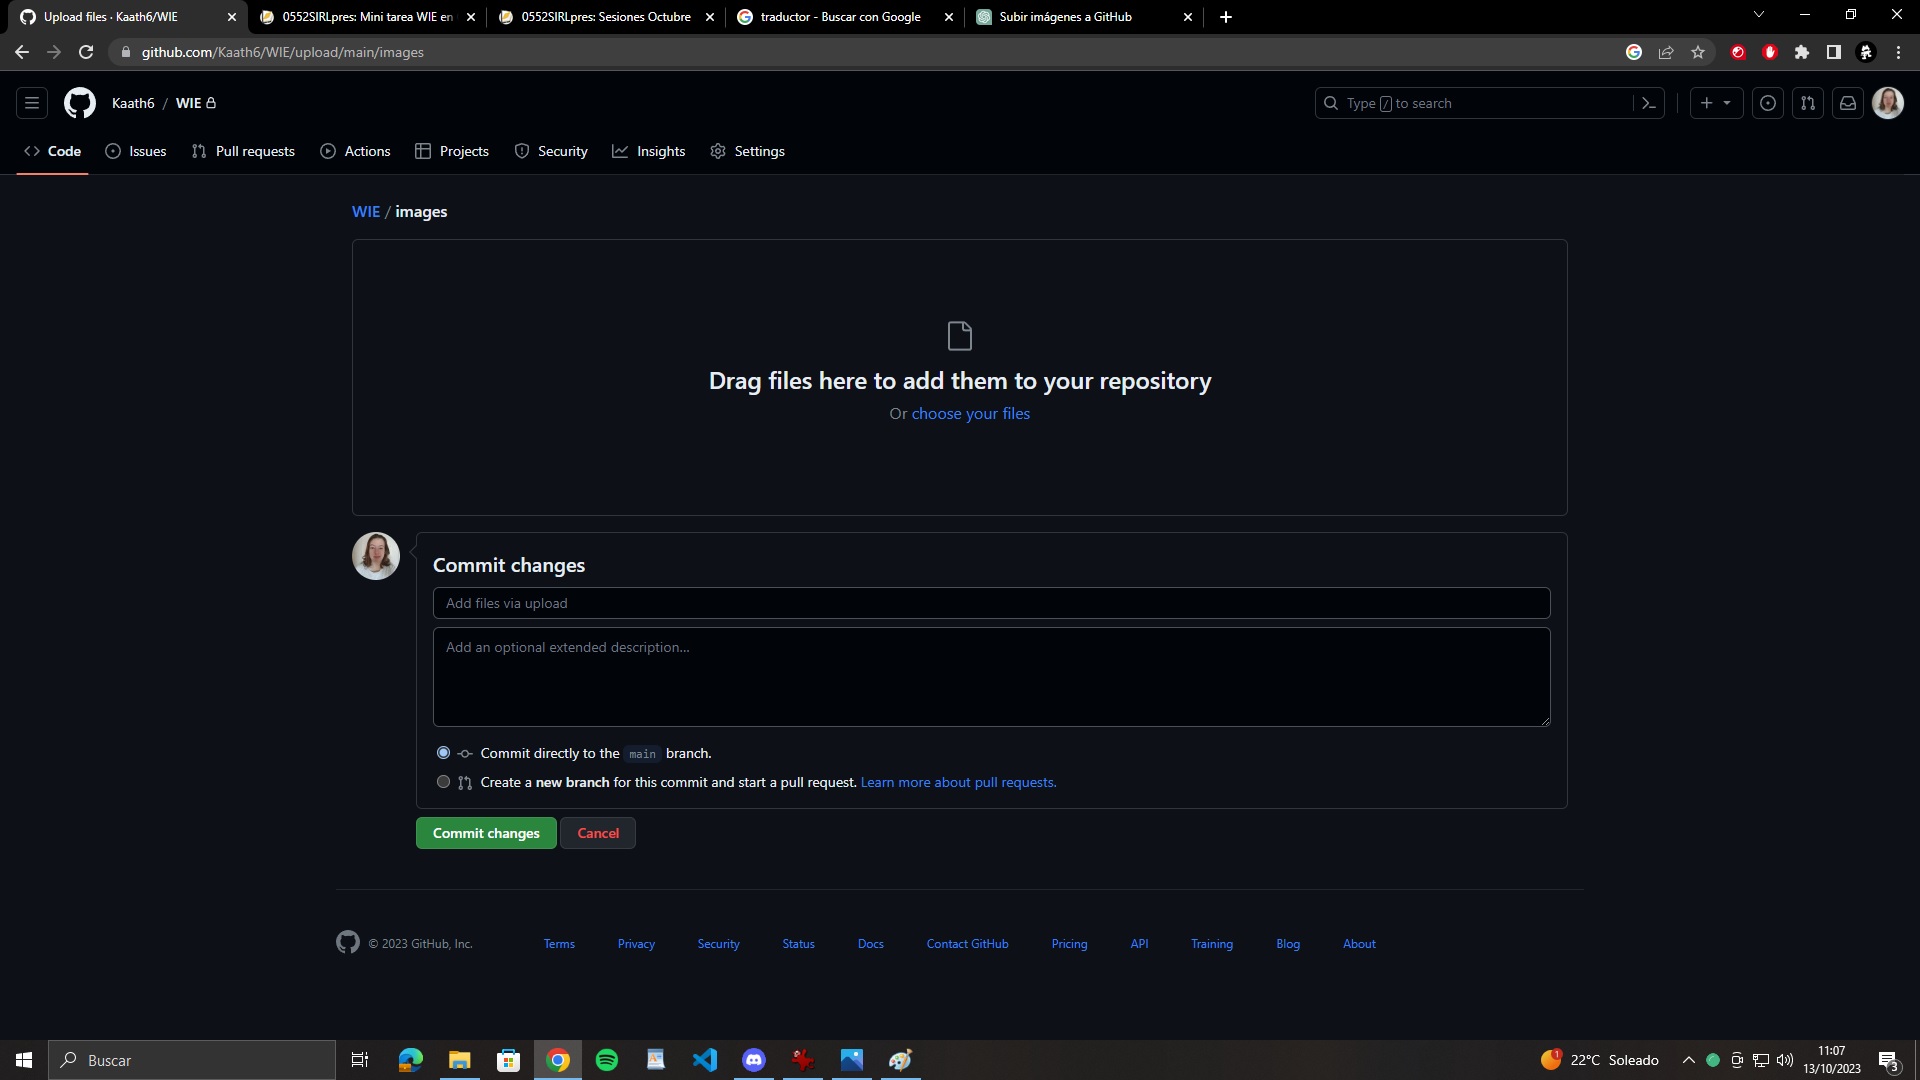 Upload files · Kaath6/WIE
0552SIRLpres: Mini tarea WIE en
0552SIRLpres: Sesiones Octubre
traductor - Buscar con Google
Subir imágenes a GitHub
github.com/Kaath6/WIE/upload/main/images
Kaath6 / WIE
Type / to search
Code
Issues
Pull requests
Actions
Projects
Security
Insights
Settings
WIE / images
Drag files here to add them to your repository
Or choose your files
Commit changes
Add files via upload
Add an optional extended description...
Commit directly to the main branch.
Create a new branch for this commit and start a pull request. Learn more about pull requests.
Commit changes
Cancel
© 2023 GitHub, Inc.
Terms
Privacy
Security
Status
Docs
Contact GitHub
Pricing
API
Training
Blog
About
Buscar
1
22°C Soleado
11:07
13/10/2023
3